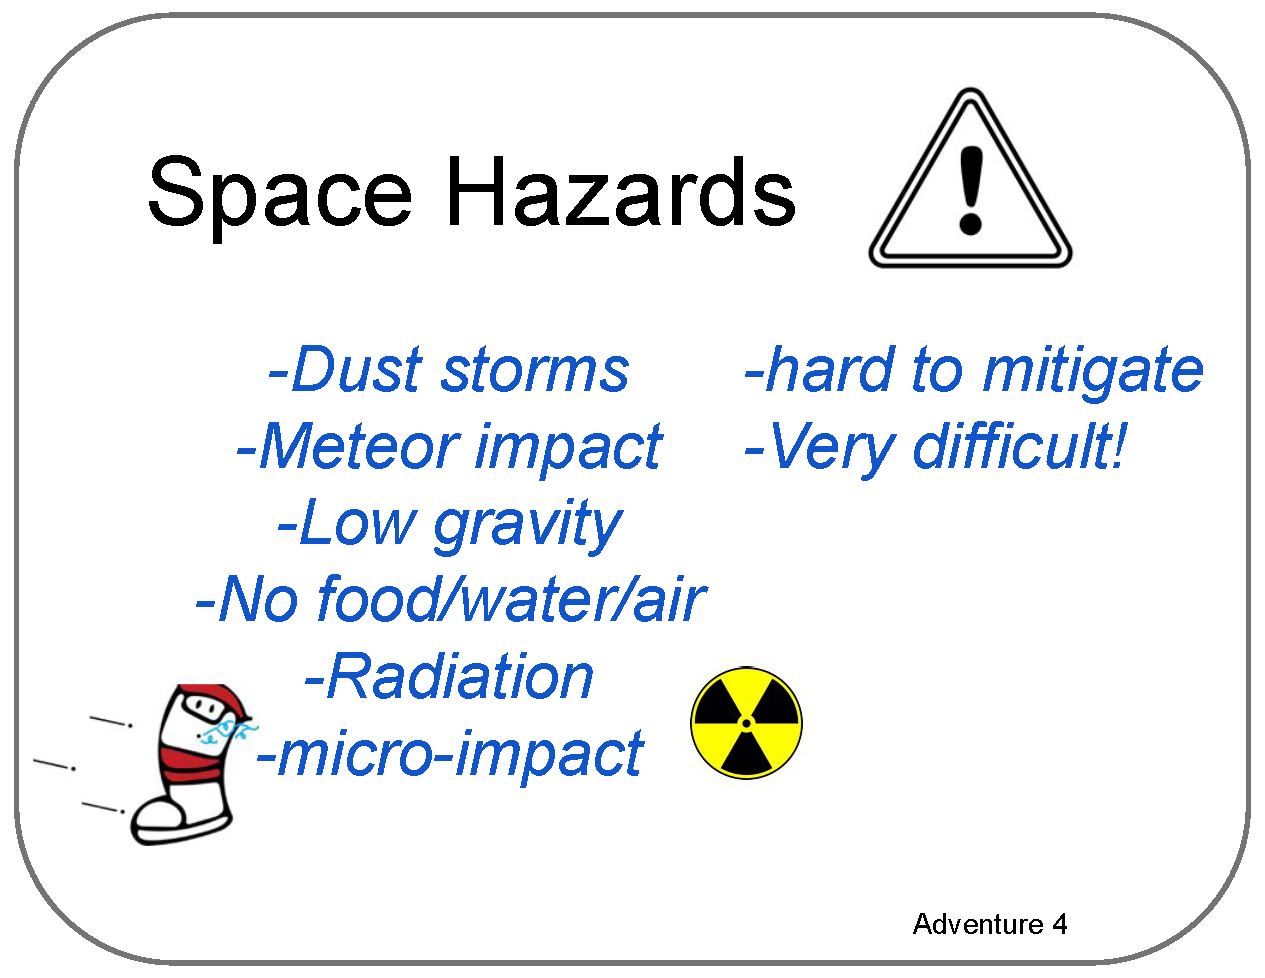 Space Hazards
-Dust storms
-Meteor impact
-Low gravity
-No food/water/air
-Radiation
-micro-impact
-hard to mitigate
-Very difficult!
Adventure 4